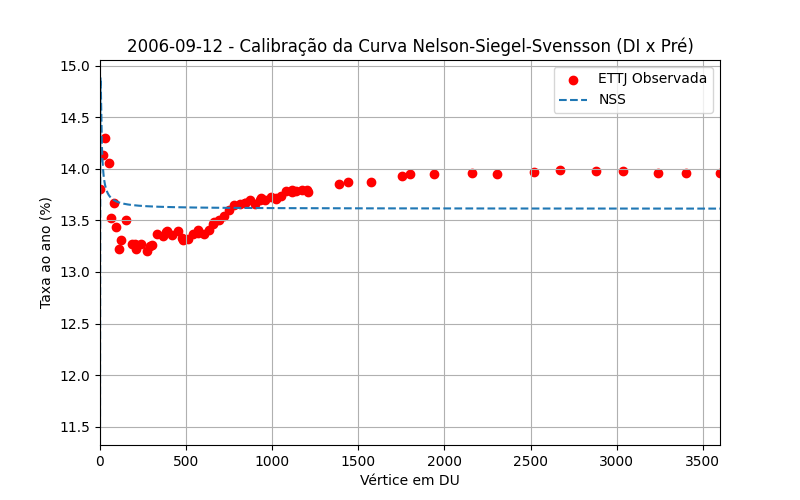 2006-09-12 - Calibração da Curva Nelson-Siegel-Svensson (DI x Pré)
ETTJ Observada
NSS
Taxa ao ano (%)
15.0
14.5
14.0
13.5
13.0
12.5
12.0
11.5
0 500 1000 1500 2000 2500 3000 3500
Vértice em DU